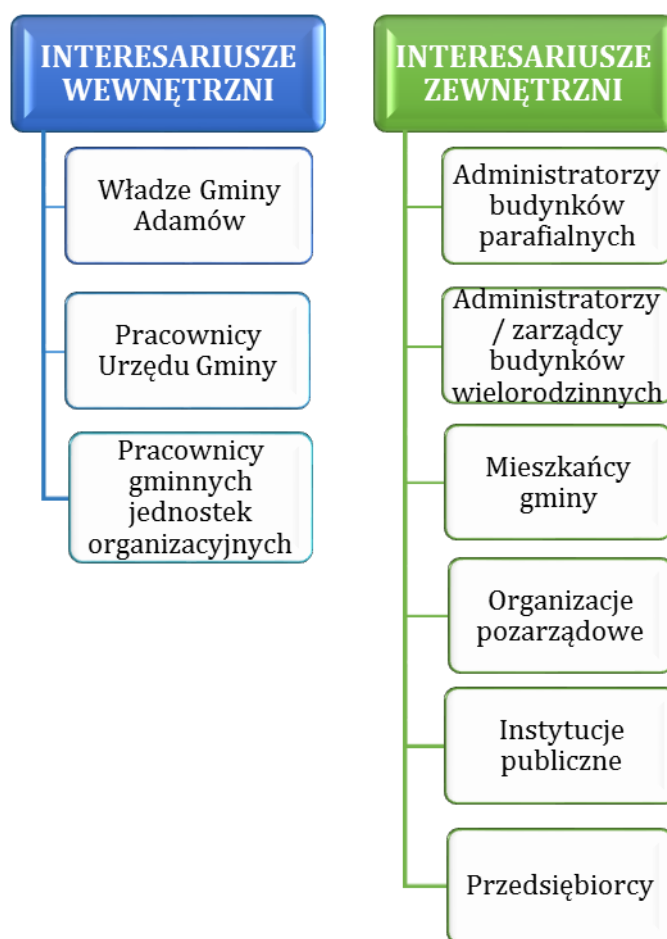 INTERESARIUSZE
WEWNĘTRZNI
Władze Gminy
Adamów
Pracownicy
Urzędu Gminy
Pracownicy
gminnych
jednostek
organizacyjnych
INTERESARIUSZE
ZEWNĘTRZNI
Administratorzy
budynków
parafialnych
Administratorzy
/ zarządcy
budynków
wielorodzinnych
Mieszkańcy
gminy
Organizacje
pozarządowe
Instytucje
publiczne
Przedsiębiorcy